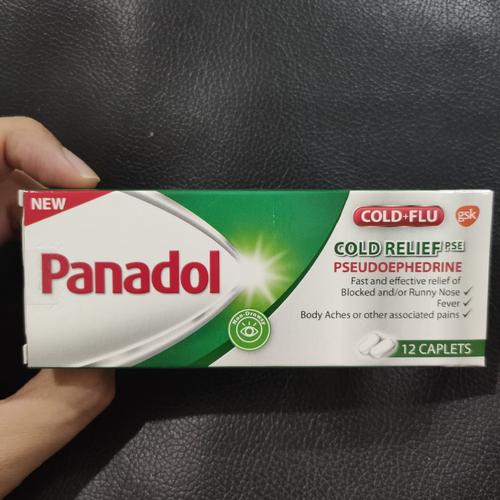 NEW
Panadol
Non-Drowsy
COLD+FLU
gsk
COLD RELIEF PSE
PSEUDOEPHEDRINE
Fast and effective relief of
Blocked and/or Runny Nose ✓
Fever ✓
Body Aches or other associated pains ✓
12 CAPLETS